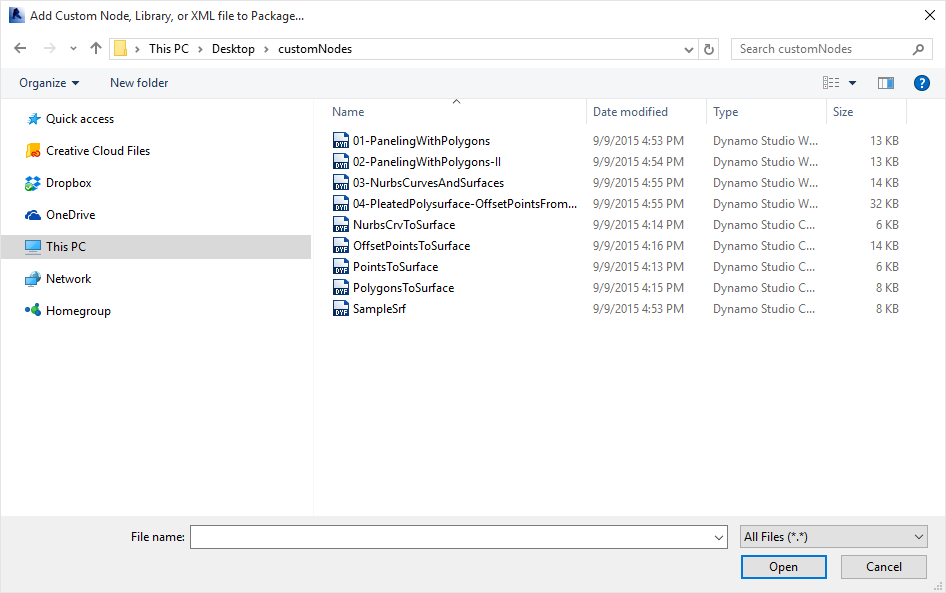 Add Custom Node, Library, or XML file to Package...
This PC Desktop customNodes Search customNodes
Organize New folder ?
Quick access
Creative Cloud Files
Dropbox
OneDrive
This PC
Network
Homegroup
Name Date modified Type Size
DYN 01-PanelingWithPolygons 9/9/2015 4:53 PM Dynamo Studio W... 13 KB
DYN 02-PanelingWithPolygons-II 9/9/2015 4:54 PM Dynamo Studio W... 13 KB
DYN 03-NurbsCurvesAndSurfaces 9/9/2015 4:55 PM Dynamo Studio W... 14 KB
DYN 04-PleatedPolysurface-OffsetPointsFrom... 9/9/2015 4:55 PM Dynamo Studio W... 32 KB
DYF NurbsCrvToSurface 9/9/2015 4:14 PM Dynamo Studio C... 6 KB
DYF OffsetPointsToSurface 9/9/2015 4:16 PM Dynamo Studio C... 14 KB
DYF PointsToSurface 9/9/2015 4:13 PM Dynamo Studio C... 6 KB
DYF PolygonsToSurface 9/9/2015 4:15 PM Dynamo Studio C... 8 KB
DYF SampleSrf 9/9/2015 4:53 PM Dynamo Studio C... 8 KB
File name: All Files (*.*)
Open Cancel